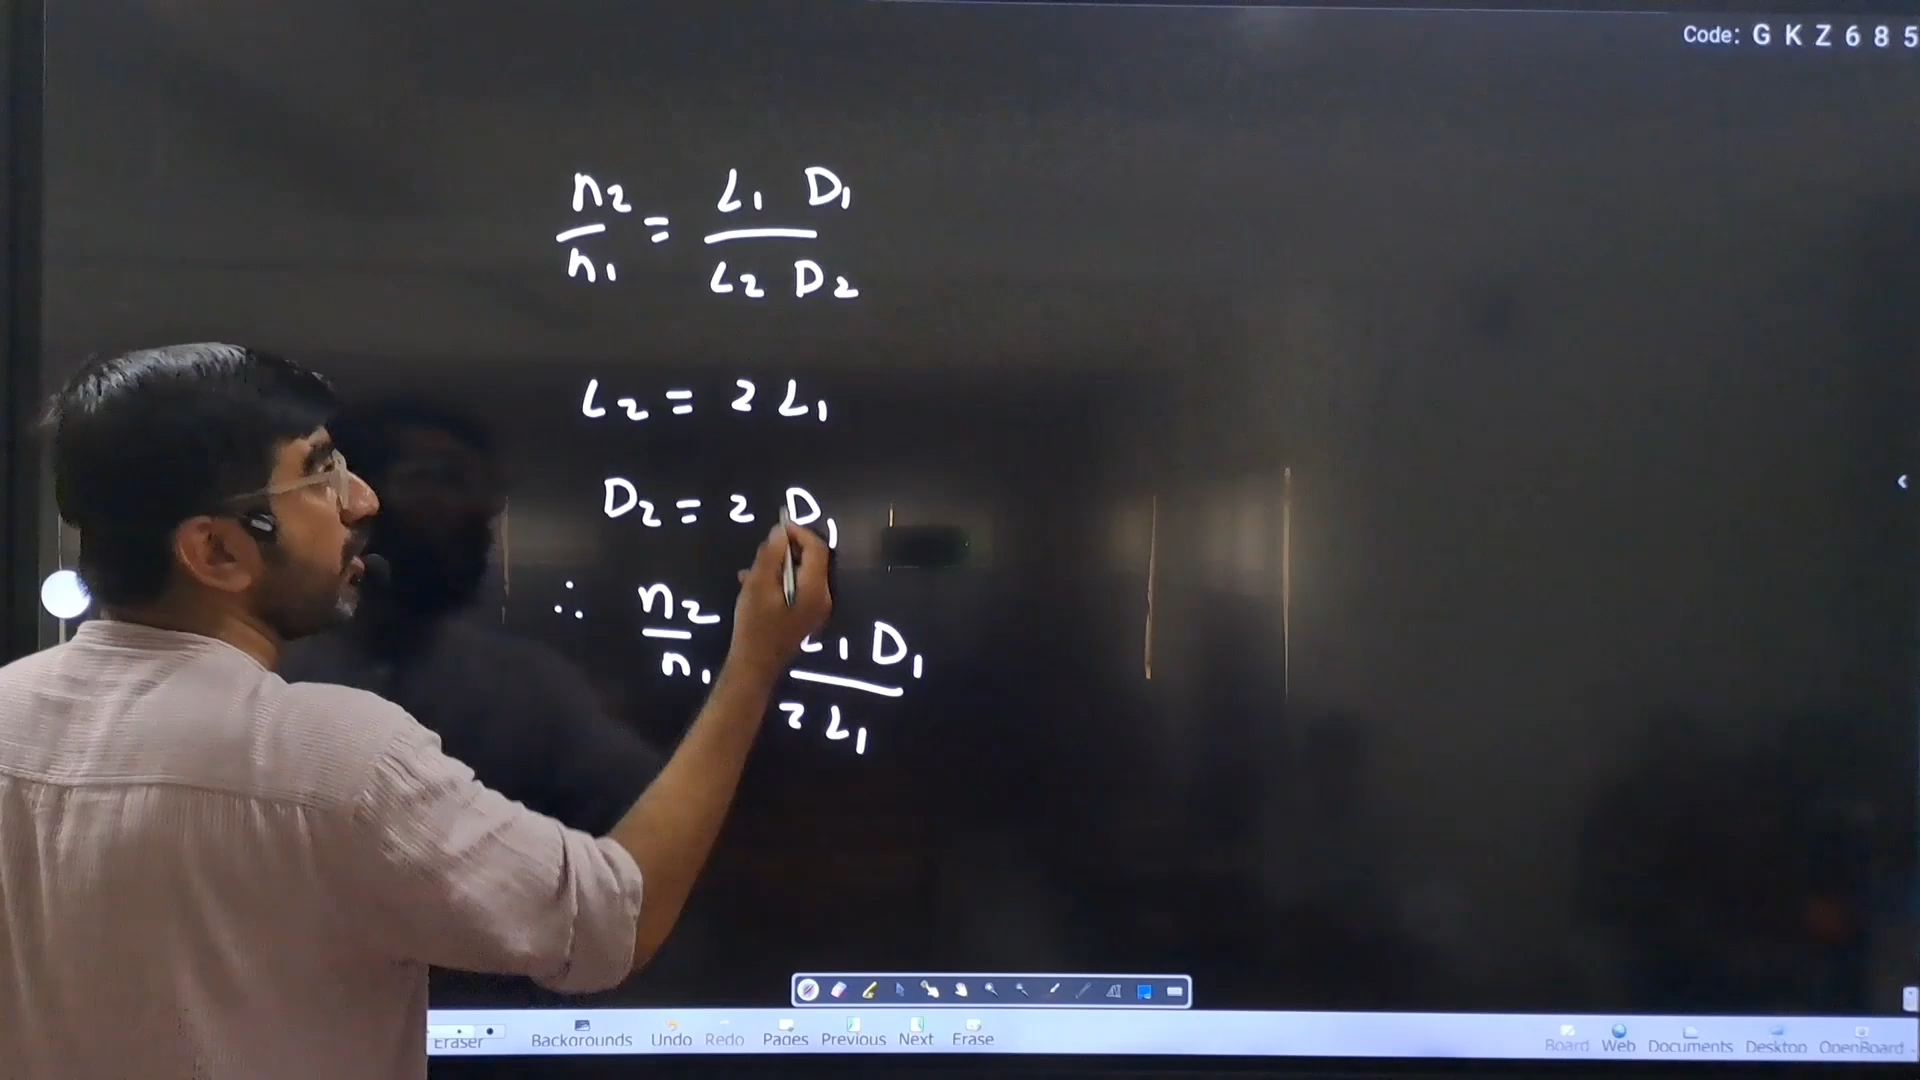 Code: G K Z 6 8 5
n2/n1 = L1 D1/L2 D2
L2 = 2 L1
D2 = 2 D1
∴ n2/n1 L1 D1/2 L1
Eraser Backgrounds Undo Redo Pages Previous Next Erase Board Web Documents Desktop OpenBoard